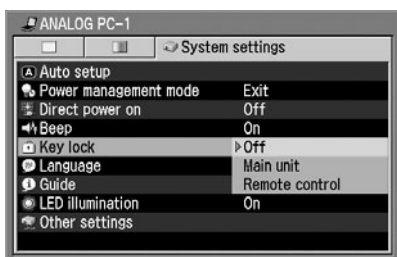 ANALOG PC-1
System settings
Auto setup
Power management mode Exit
Direct power on Off
Beep On
Key lock Off
Language Main unit
Guide Remote control
LED illumination On
Other settings